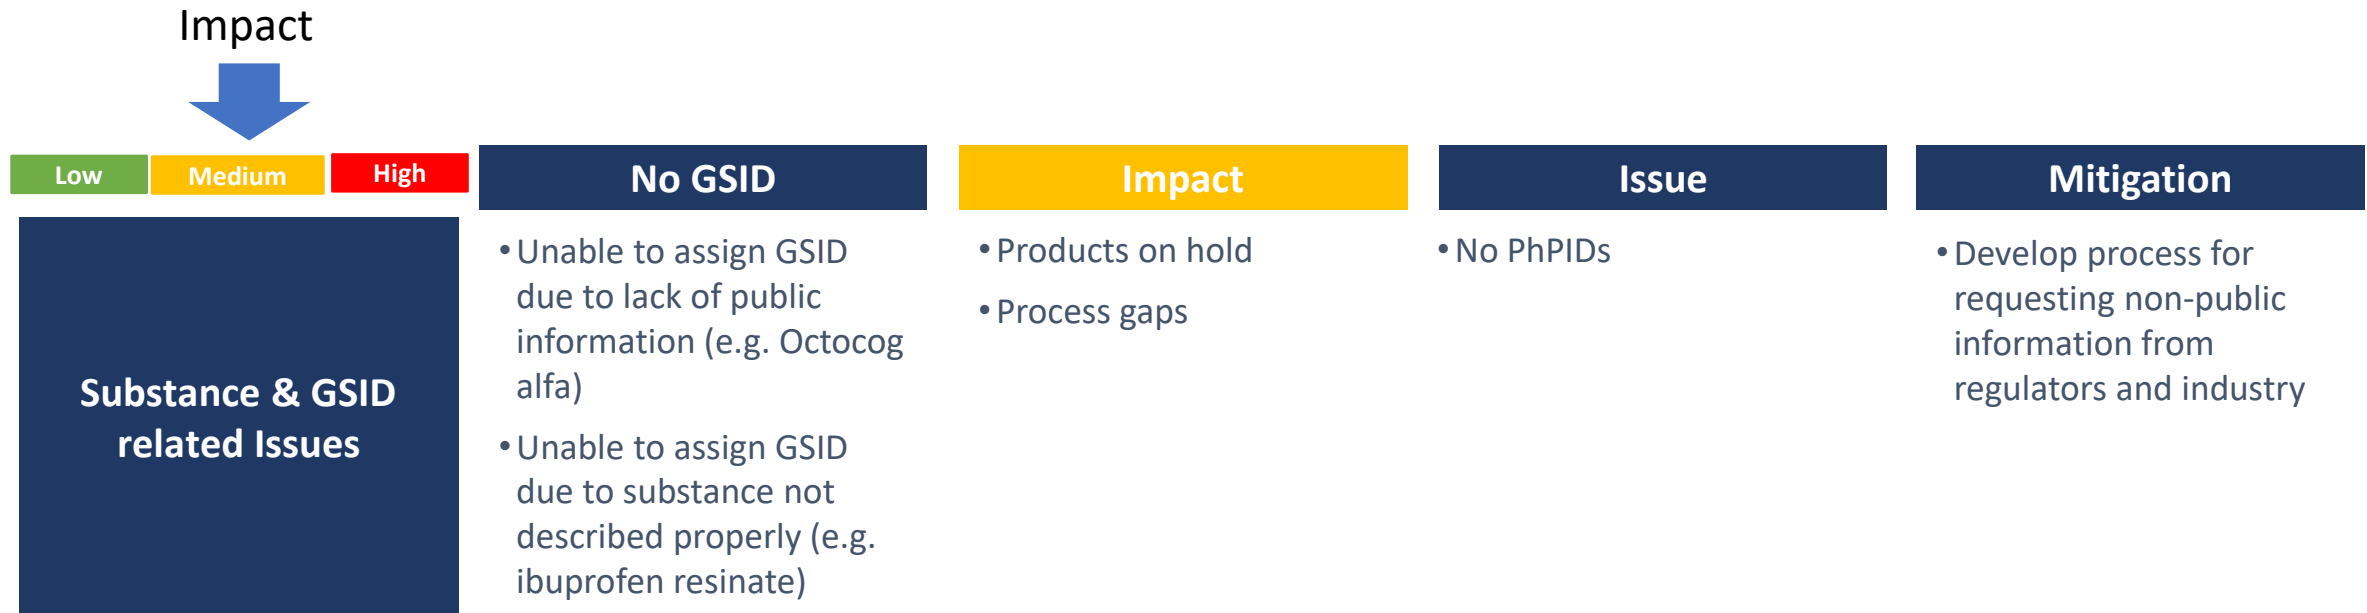 Impact
Low
Medium
High
No GSID
Impact
Issue
Mitigation
Substance & GSID
related Issues
•Unable to assign GSID
due to lack of public
information (e.g. Octocog
alfa)
•Unable to assign GSID
due to substance not
described properly (e.g.
ibuprofen resinate)
•Products on hold
•Process gaps
•No PhPIDs
•Develop process for
requesting non-public
information from
regulators and industry